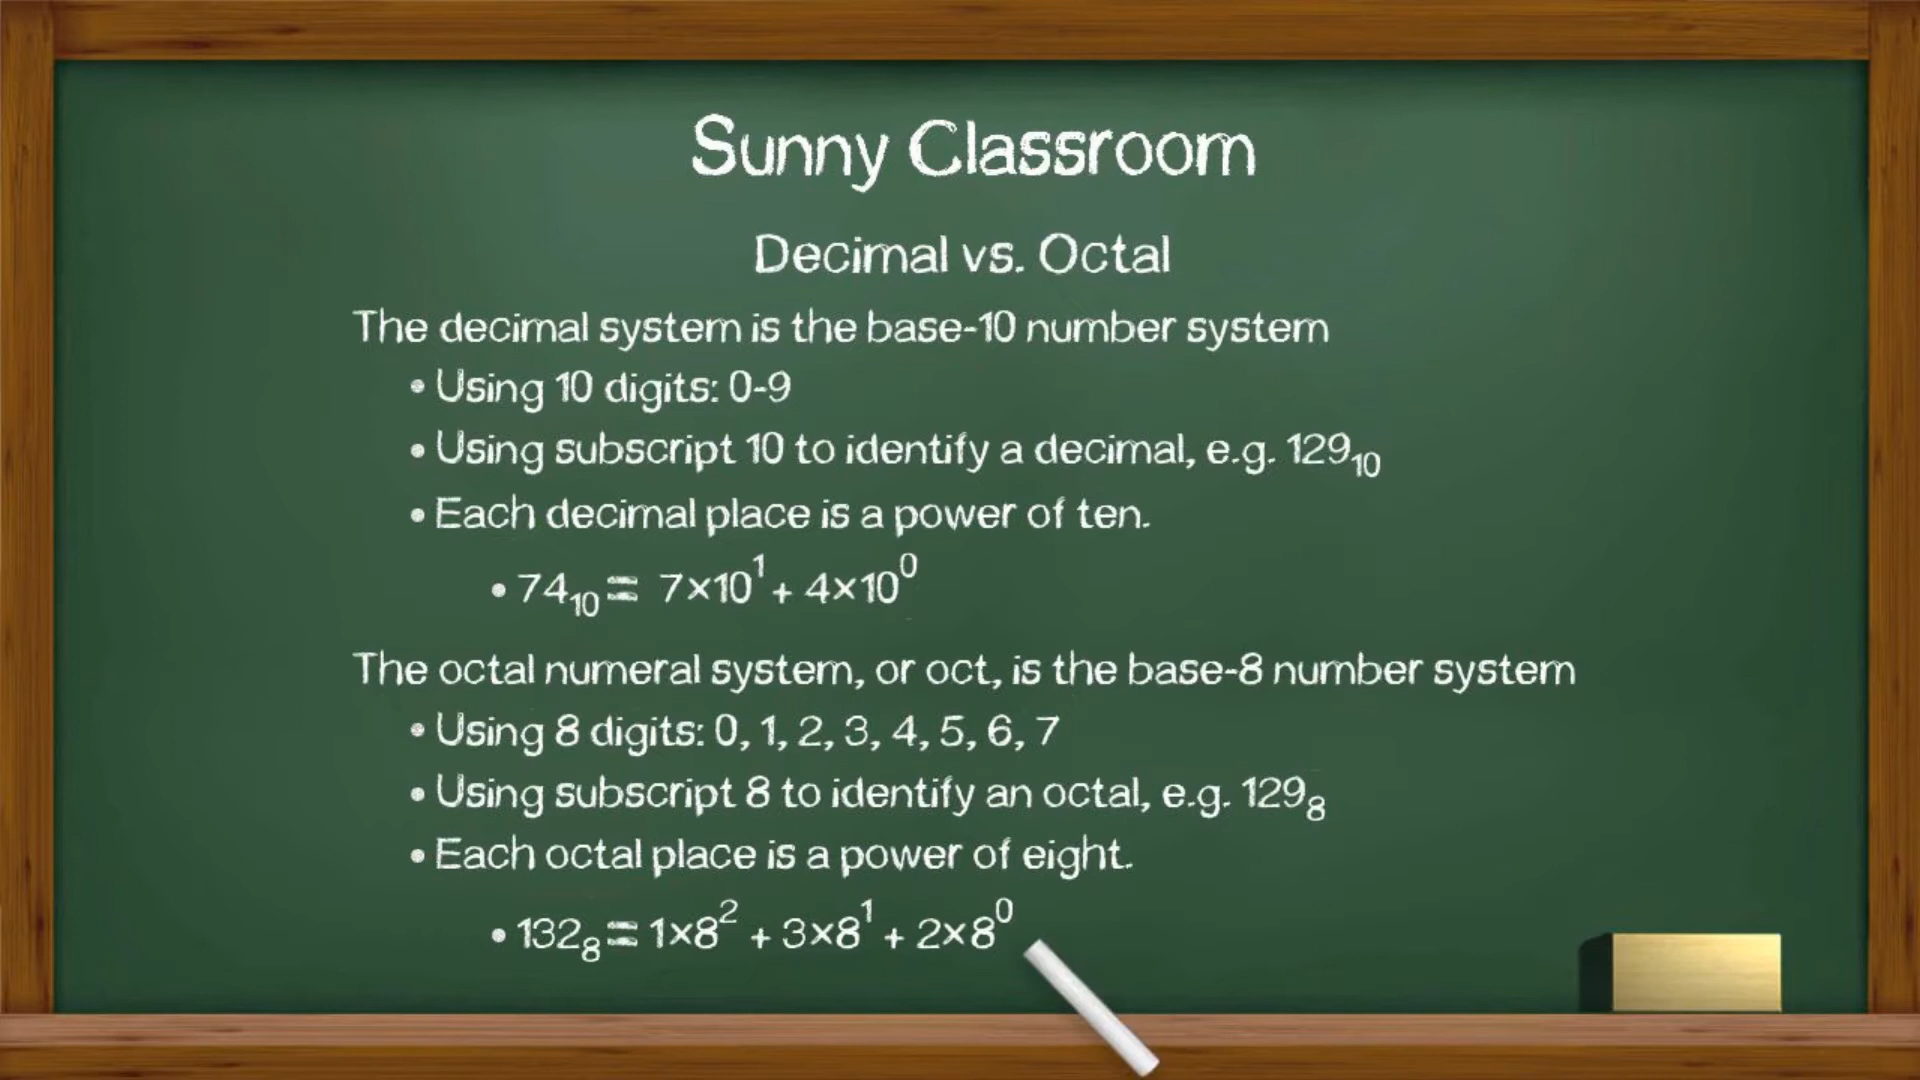 Sunny Classroom
Decimal vs. Octal
The decimal system is the base-10 number system
• Using 10 digits: 0-9
• Using subscript 10 to identify a decimal, e.g. 129₁₀
• Each decimal place is a power of ten.
• 74₁₀ = 7×10¹ + 4×10⁰
The octal numeral system, or oct, is the base-8 number system
• Using 8 digits: 0, 1, 2, 3, 4, 5, 6, 7
• Using subscript 8 to identify an octal, e.g. 129₈
• Each octal place is a power of eight.
• 132₈ = 1×8² + 3×8¹ + 2×8⁰